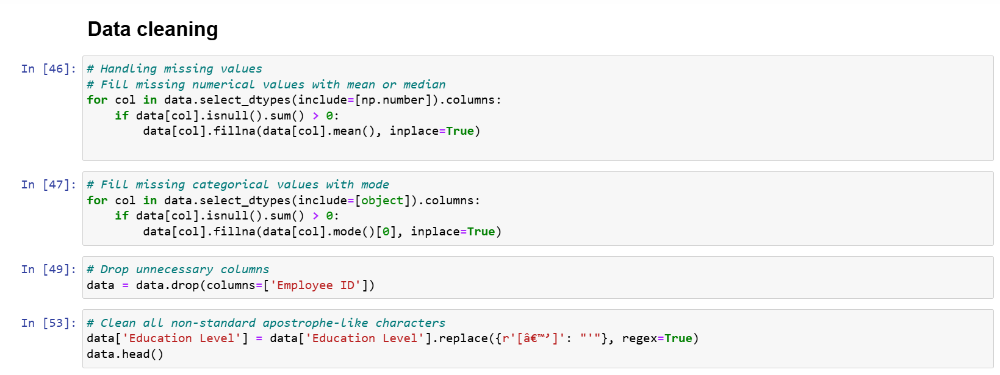 Data cleaning
In [46]: # Handling missing values
# Fill missing numerical values with mean or median
for col in data.select_dtypes(include=[np.number]).columns:
    if data[col].isnull().sum() > 0:
        data[col].fillna(data[col].mean(), inplace=True)
In [47]: # Fill missing categorical values with mode
for col in data.select_dtypes(include=[object]).columns:
    if data[col].isnull().sum() > 0:
        data[col].fillna(data[col].mode()[0], inplace=True)
In [49]: # Drop unnecessary columns
data = data.drop(columns=['Employee ID'])
In [53]: # Clean all non-standard apostrophe-like characters
data['Education Level'] = data['Education Level'].replace({r'[â€™’]': "'"}, regex=True)
data.head()